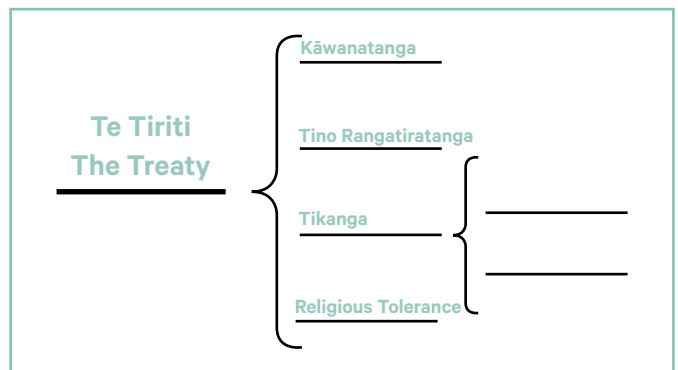 Te Tiriti
The Treaty
Kāwanatanga
Tino Rangatiratanga
Tikanga
Religious Tolerance